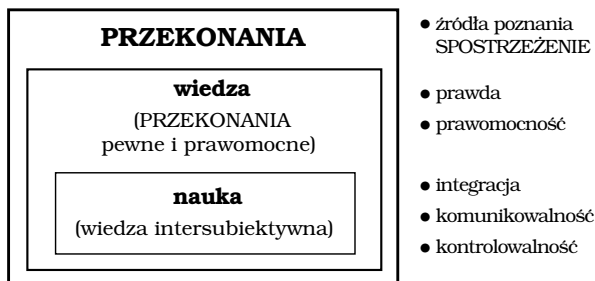 PRZEKONANIA
wiedza
(PRZEKONANIA
pewne i prawomocne)
nauka
(wiedza intersubiektywna)
● źródła poznania
SPOSTRZEŻENIE
● prawda
● prawomocność
● integracja
● komunikowalność
● kontrolowalność